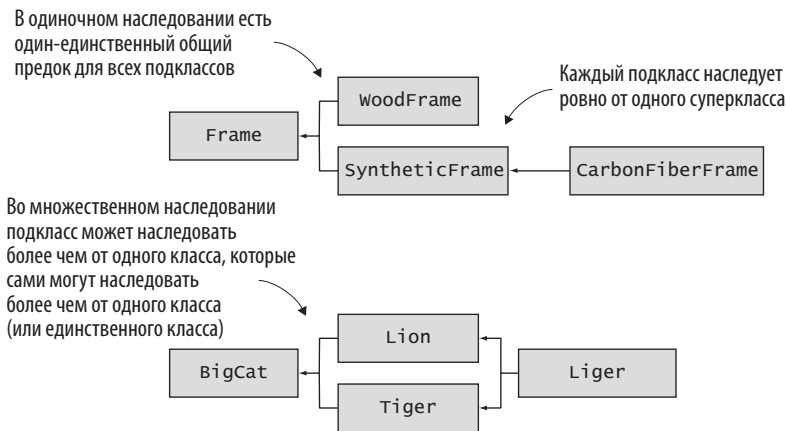 В одиночном наследовании есть
один-единственный общий
предок для всех подклассов
Каждый подкласс наследует
ровно от одного суперкласса
WoodFrame
Frame
SyntheticFrame
CarbonFiberFrame
Во множественном наследовании
подкласс может наследовать
более чем от одного класса, которые
сами могут наследовать
более чем от одного класса
(или единственного класса)
Lion
BigCat
Liger
Tiger